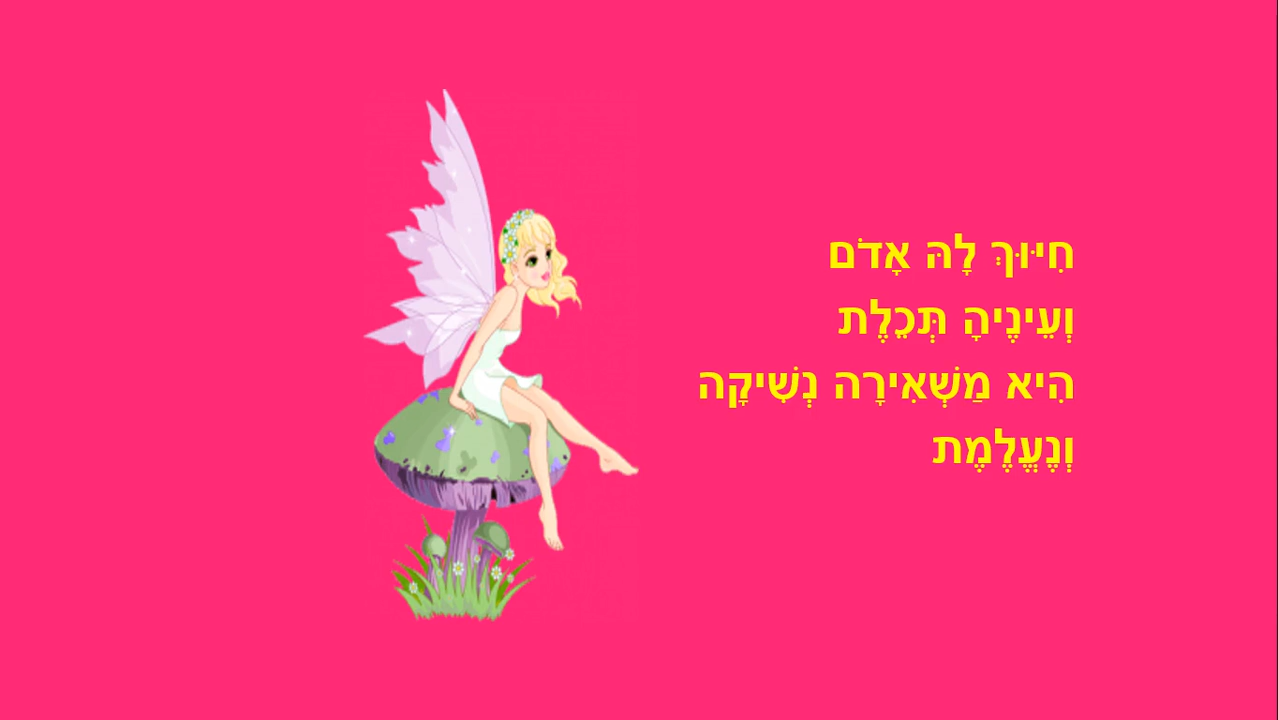 חִיּוּךְ לָהּ אָדֹם
וְעֵינֶיהָ תְּכֵלֶת
הִיא מַשְׁאִירָה נְשִׁיקָה
וְנֶעֱלֶמֶת